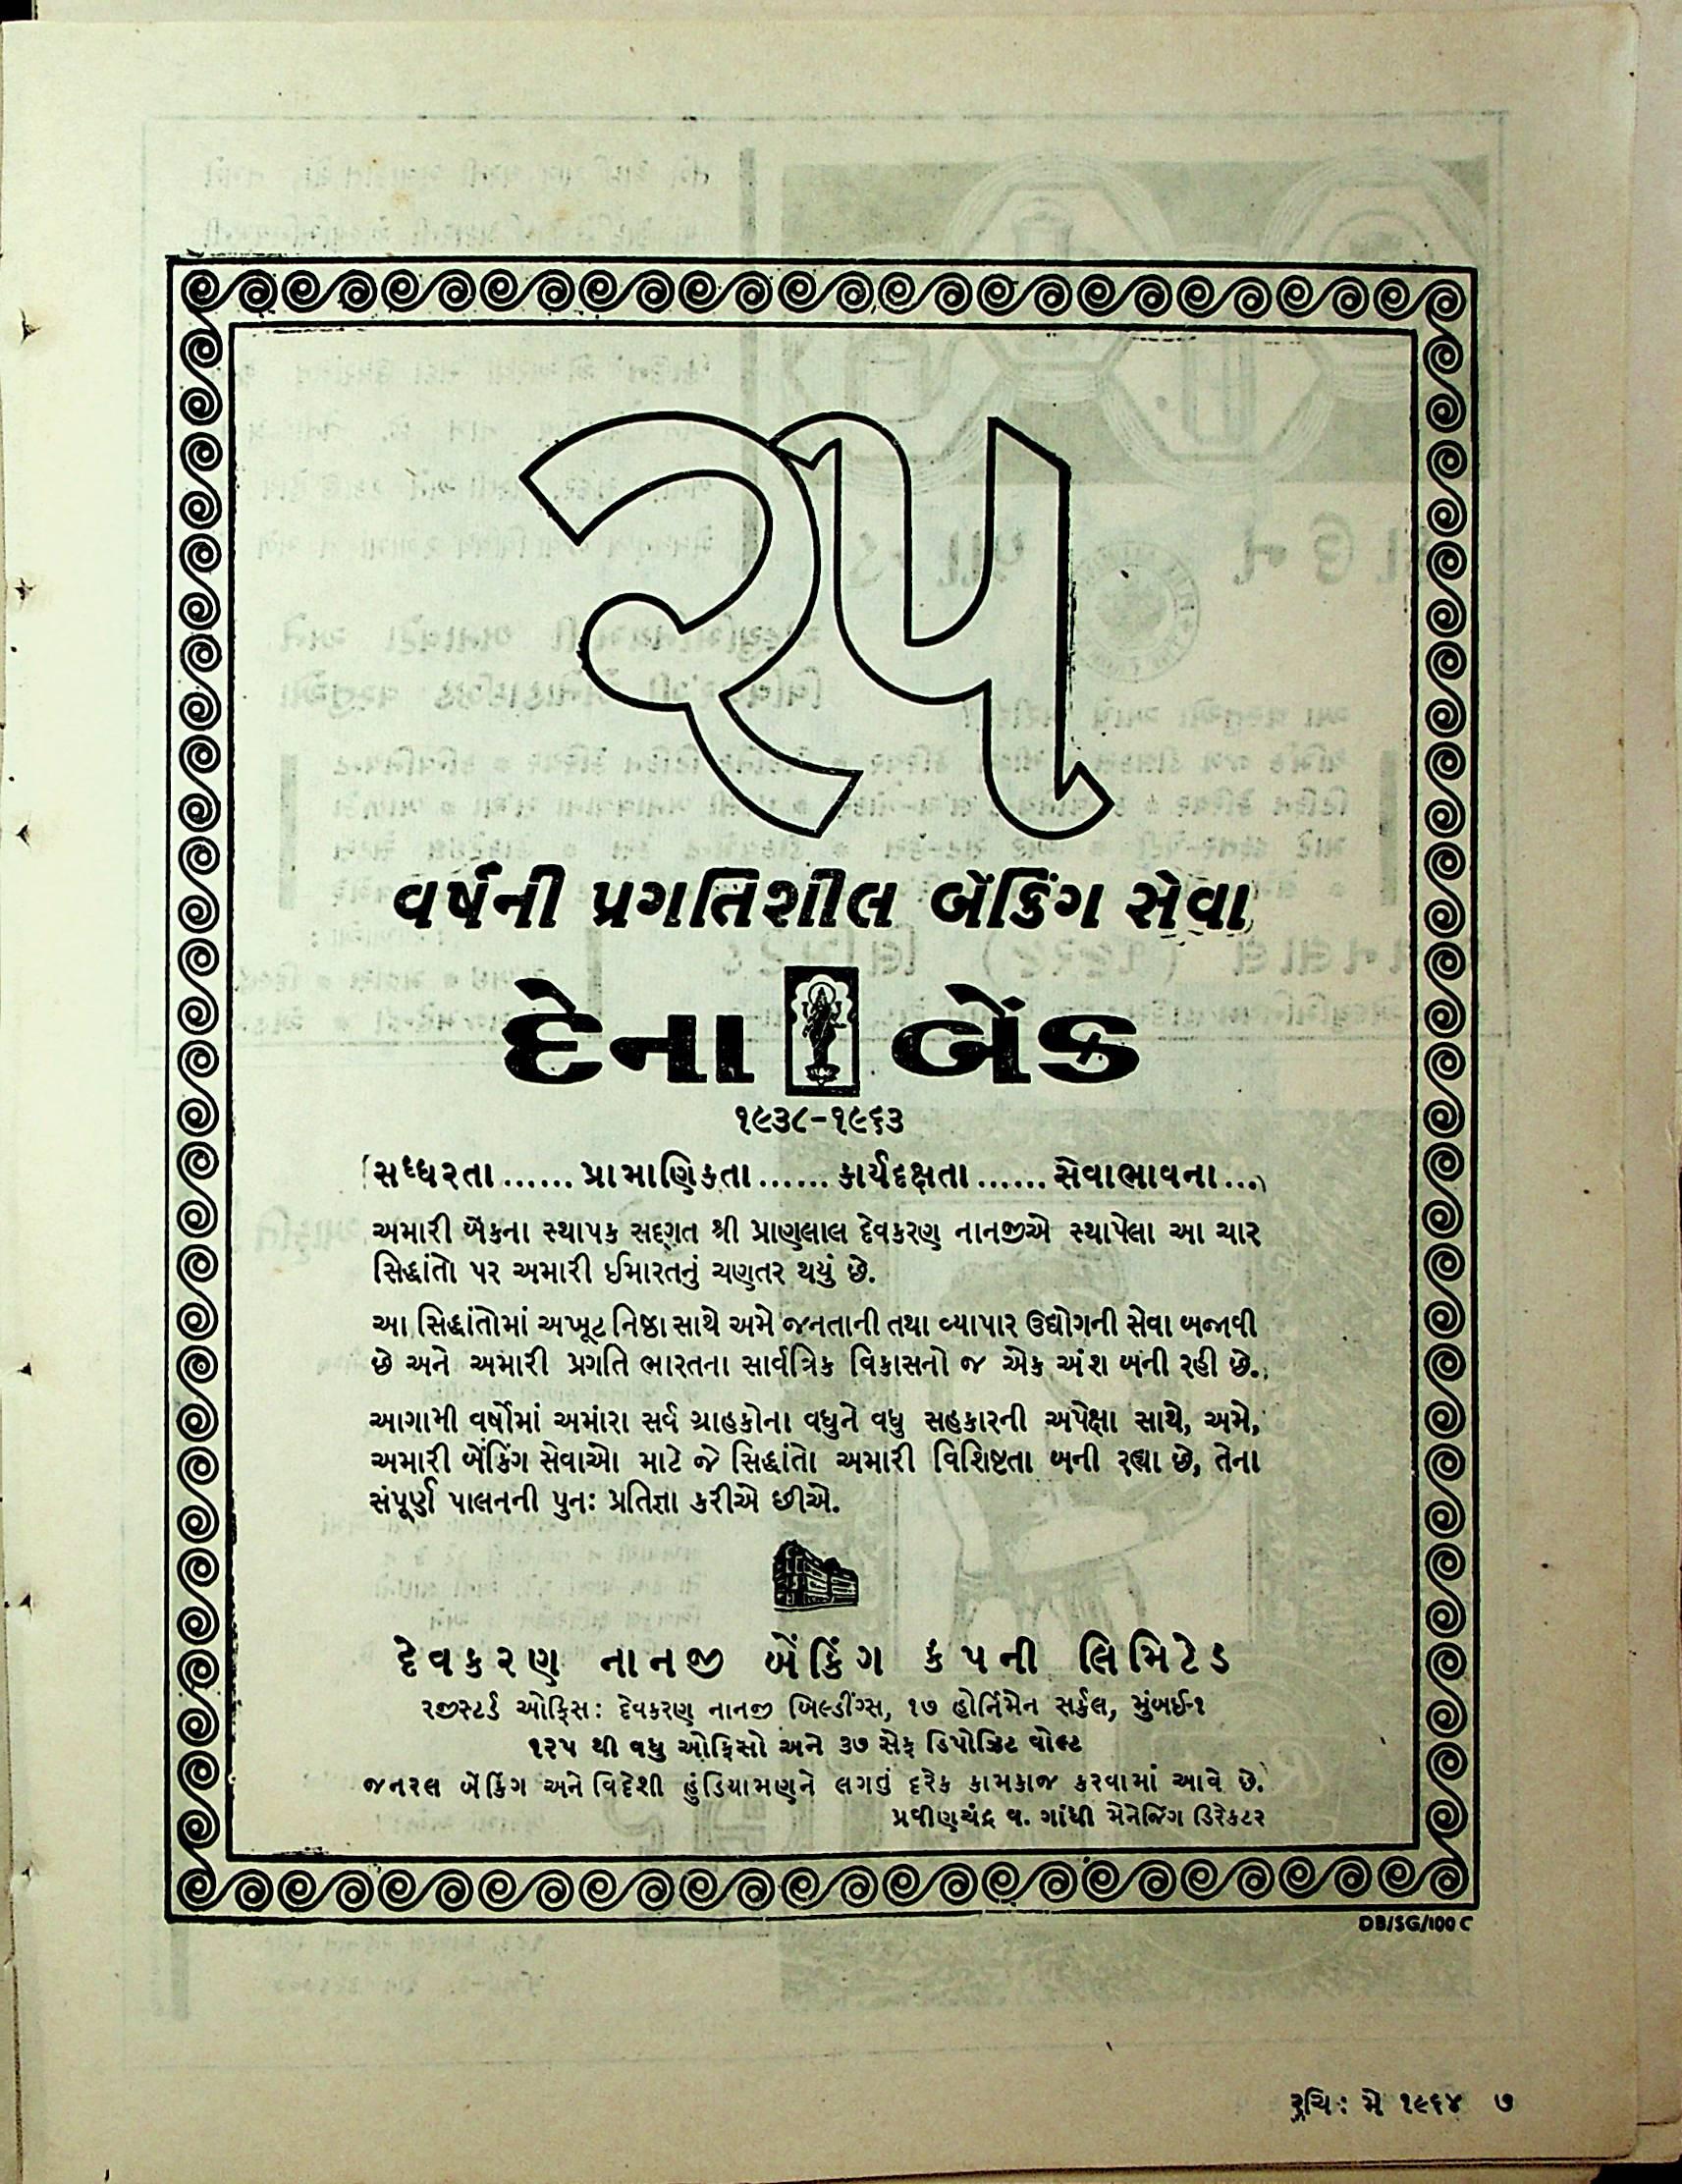 ૨૫
વર્ષની પ્રગતિશીલ બેંકિંગ સેવા
દેના બેંક
૧૯૩૮-૧૯૬૩
સધ્ધરતા...... પ્રામાણિકતા...... કાર્યદક્ષતા...... સેવાભાવના...
અમારી બેંકના સ્થાપક સદ્ગત શ્રી પ્રાણલાલ દેવકરણ નાનજીએ સ્થાપેલા આ ચાર
સિદ્ધાંતો પર અમારી ઈમારતનું ચણતર થયું છે.
આ સિદ્ધાંતોમાં અખૂટ નિષ્ઠા સાથે અમે જનતાની તથા વ્યાપાર ઉદ્યોગની સેવા બજાવી
છે અને અમારી પ્રગતિ ભારતના સાર્વત્રિક વિકાસનો જ એક અંશ બની રહી છે.
આગામી વર્ષોમાં અમારા સર્વ ગ્રાહકોના વધુને વધુ સહકારની અપેક્ષા સાથે, અમે,
અમારી બેંકિંગ સેવાઓ માટે જે સિદ્ધાંતો અમારી વિશિષ્ટતા બની રહ્યા છે, તેના
સંપૂર્ણ પાલનની પુનઃ પ્રતિજ્ઞા કરીએ છીએ.
દેવકરણ નાનજી બેંકિંગ કંપની લિમિટેડ
રજીસ્ટર્ડ ઓફિસ: દેવકરણ નાનજી બિલ્ડીંગ્સ, ૧૭ હોર્નિમેન સર્કલ, મુંબઈ-૧
૧૨૫ થી વધુ ઓફિસો અને ૩૭ સેફ ડિપોઝિટ વોલ્ટ
જનરલ બેંકિંગ અને વિદેશી હુંડિયામણને લગતું દરેક કામકાજ કરવામાં આવે છે.
પ્રવીણચંદ્ર વ. ગાંધી મેનેજિંગ ડિરેકટર
DB/SG/100 C
રુચિ: મે ૧૯૬૪ ૭